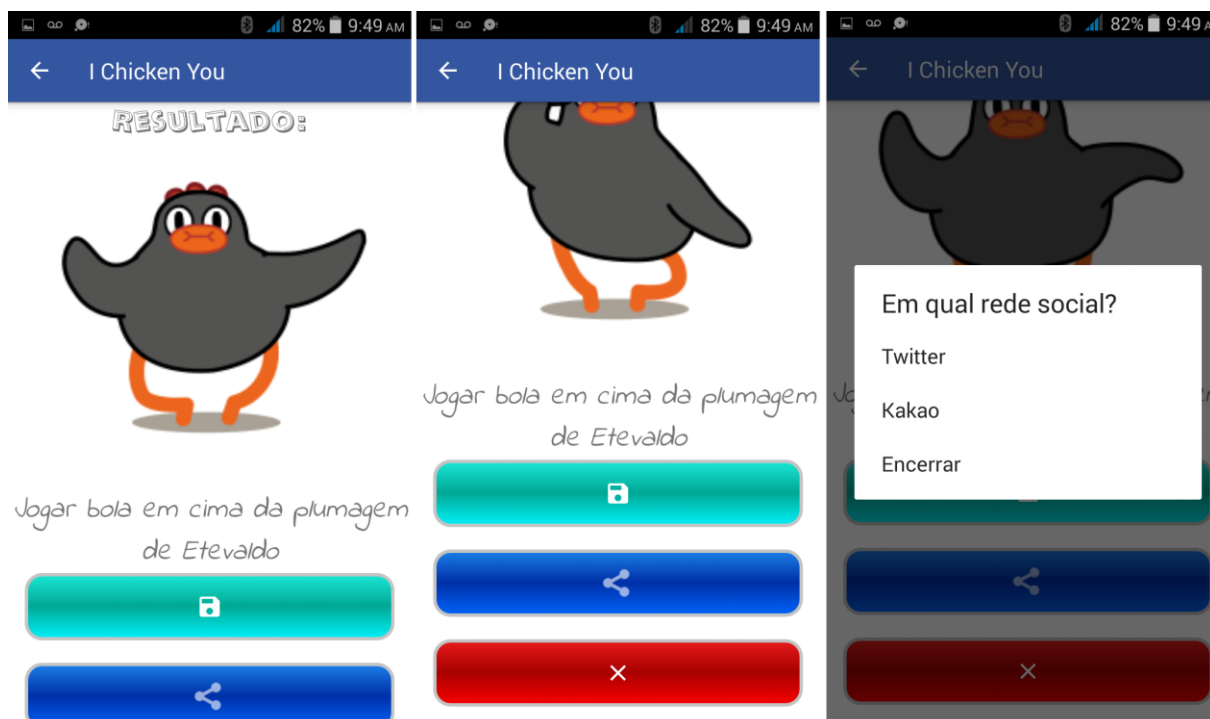 82% 9:49 AM
I Chicken You
RESULTADO:
Jogar bola em cima da plumagem
de Etevaldo
82% 9:49 AM
I Chicken You
Jogar bola em cima da plumagem
de Etevaldo
82% 9:49 A
I Chicken You
Em qual rede social?
Twitter
Kakao
Encerrar